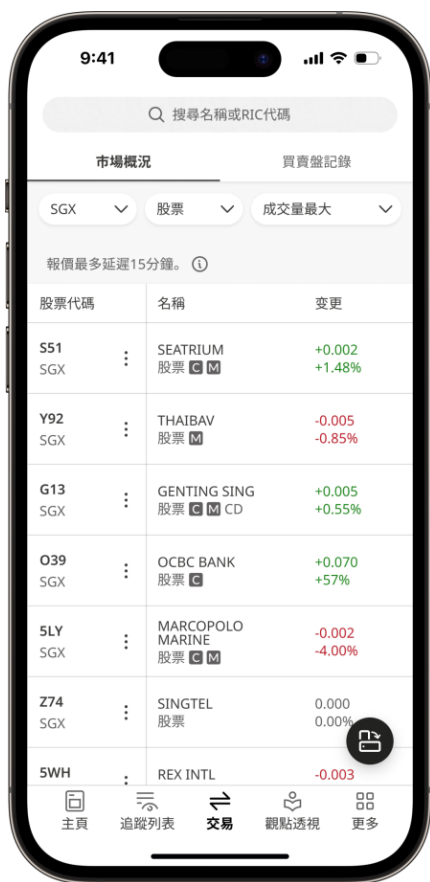 9:41
搜尋名稱或RIC代碼
市場概況 買賣盤記錄
SGX 股票 成交量最大
報價最多延遲15分鐘。
股票代碼 名稱 变更
S51 SEATRIUM +0.002
SGX 股票 C M +1.48%
Y92 THAIBAV -0.005
SGX 股票 M -0.85%
G13 GENTING SING +0.005
SGX 股票 C M CD +0.55%
O39 OCBC BANK +0.070
SGX 股票 C +57%
5LY MARCOPOLO MARINE -0.002
SGX 股票 C M -4.00%
Z74 SINGTEL 0.000
SGX 股票 0.00%
5WH REX INTL -0.003
主頁 追蹤列表 交易 觀點透視 更多